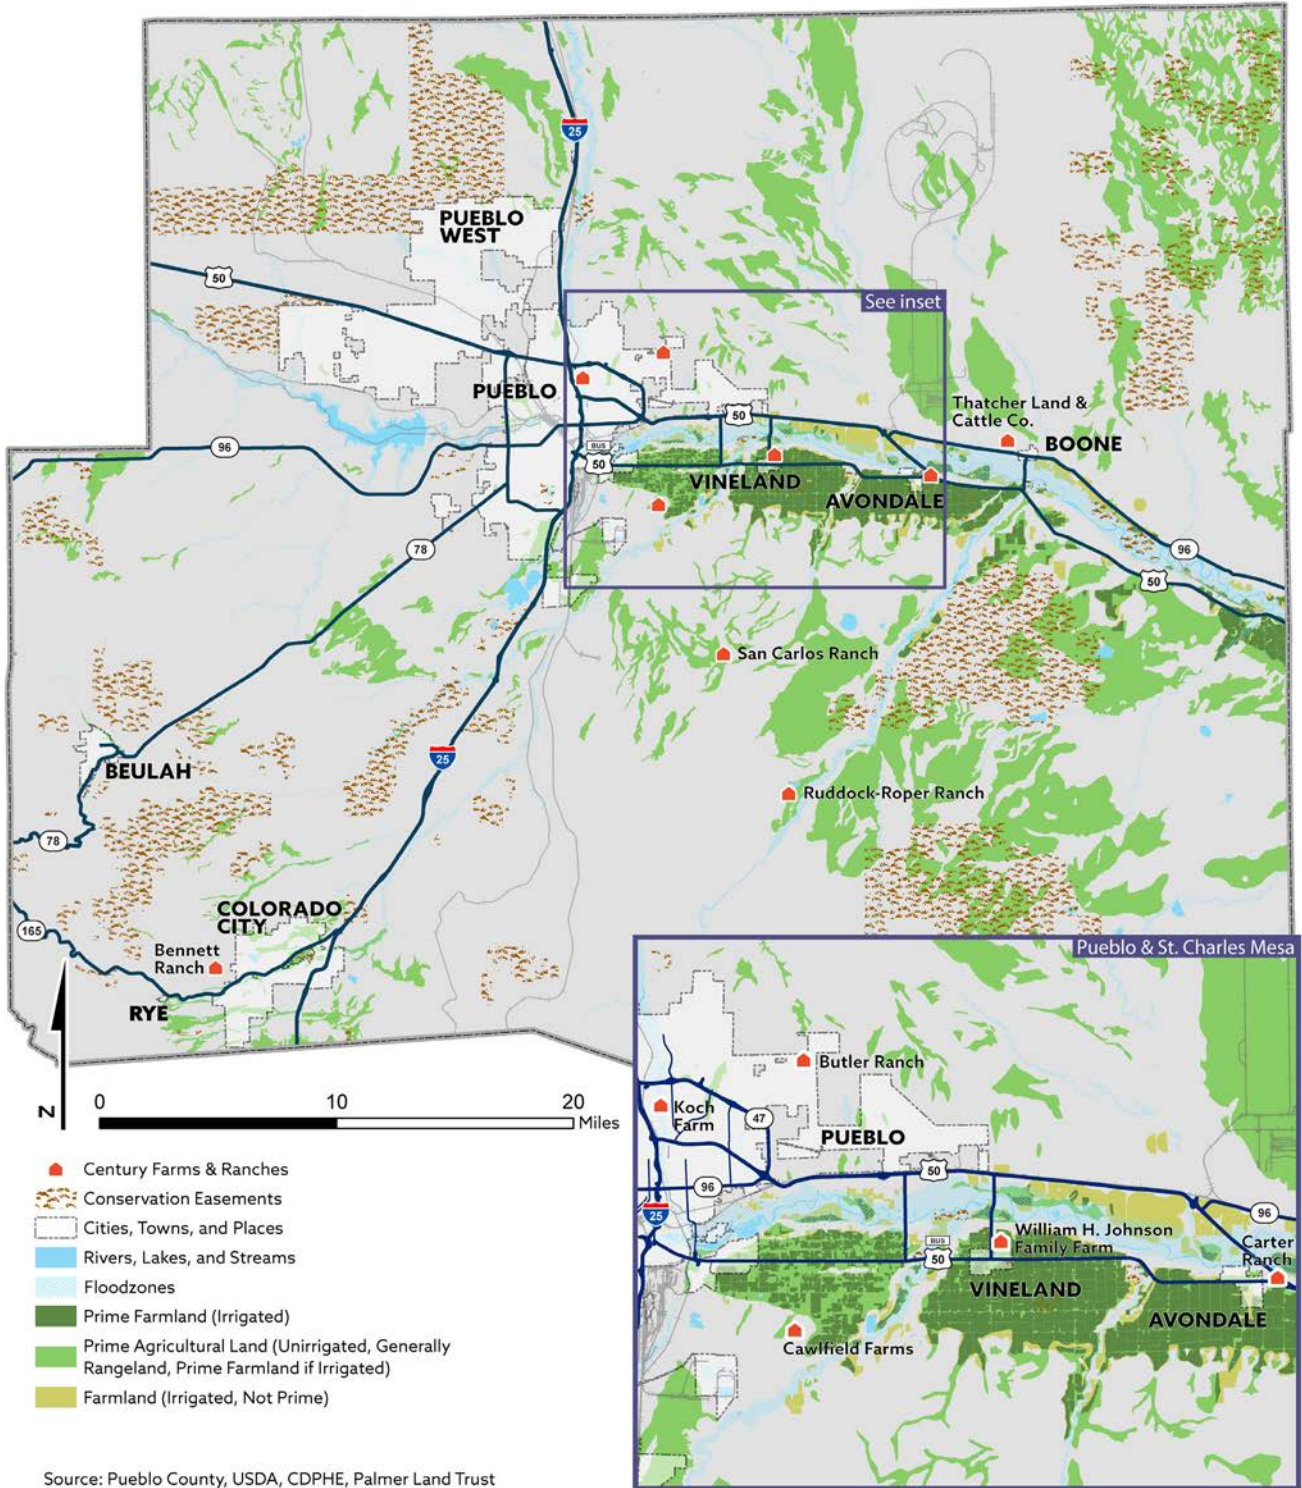 25
PUEBLO
WEST
50
See inset
PUEBLO
50
Thatcher Land &
Cattle Co.
BOONE
96
BUS
50
VINELAND
AVONDALE
78
96
50
San Carlos Ranch
25
BEULAH
Ruddock-Roper Ranch
78
COLORADO
CITY
165
Bennett
Ranch
RYE
N
0
10
20
Miles
Century Farms & Ranches
Conservation Easements
Cities, Towns, and Places
Rivers, Lakes, and Streams
Floodzones
Prime Farmland (Irrigated)
Prime Agricultural Land (Unirrigated, Generally
Rangeland, Prime Farmland if Irrigated)
Farmland (Irrigated, Not Prime)
Source: Pueblo County, USDA, CDPHE, Palmer Land Trust
Pueblo & St. Charles Mesa
Butler Ranch
Koch
Farm
47
PUEBLO
50
96
25
96
William H. Johnson
Family Farm
Carter
Ranch
BUS
50
VINELAND
AVONDALE
Cawlfield Farms